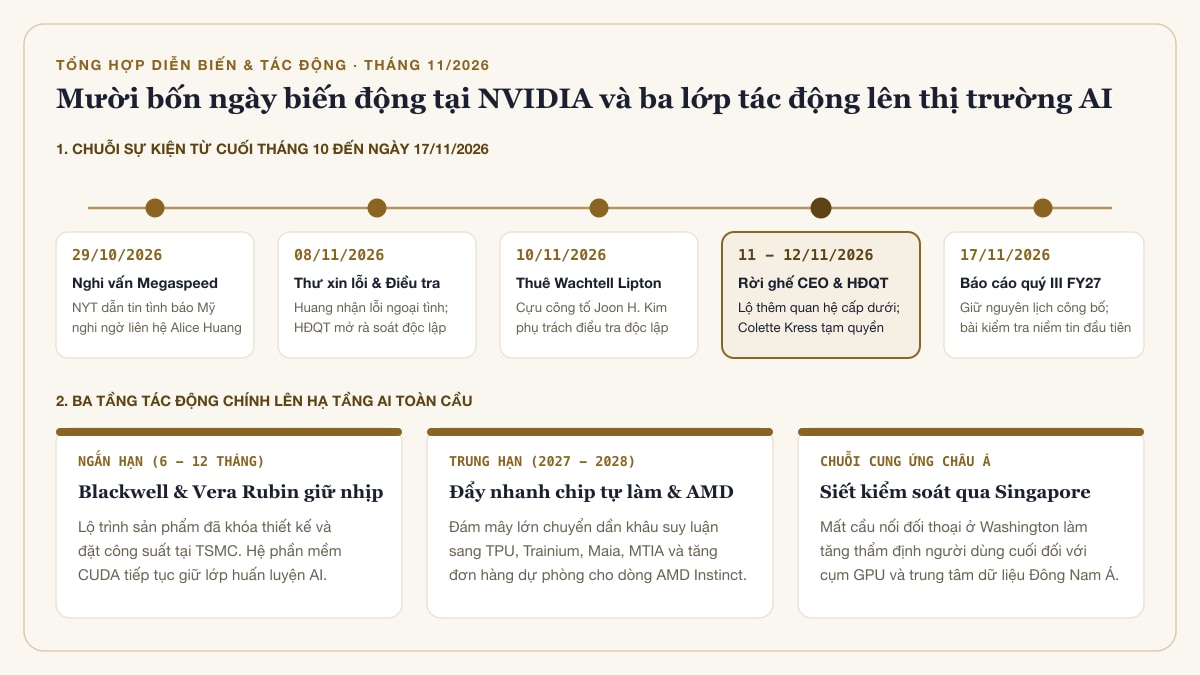 TỔNG HỢP DIỄN BIẾN & TÁC ĐỘNG · THÁNG 11/2026
Mười bốn ngày biến động tại NVIDIA và ba lớp tác động lên thị trường AI
1. CHUỖI SỰ KIỆN TỪ CUỐI THÁNG 10 ĐẾN NGÀY 17/11/2026
29/10/2026
Nghi vấn Megaspeed
NYT dẫn tin tình báo Mỹ
nghi ngờ liên hệ Alice Huang
08/11/2026
Thư xin lỗi & Điều tra
Huang nhận lỗi ngoại tình;
HĐQT mở rà soát độc lập
10/11/2026
Thuê Wachtell Lipton
Cựu công tố Joon H. Kim
phụ trách điều tra độc lập
11 – 12/11/2026
Rời ghế CEO & HĐQT
Lộ thêm quan hệ cấp dưới;
Colette Kress tạm quyền
17/11/2026
Báo cáo quý III FY27
Giữ nguyên lịch công bố;
bài kiểm tra niềm tin đầu tiên
2. BA TẦNG TÁC ĐỘNG CHÍNH LÊN HẠ TẦNG AI TOÀN CẦU
NGẮN HẠN (6 – 12 THÁNG)
Blackwell & Vera Rubin giữ nhịp
Lộ trình sản phẩm đã khóa thiết kế và
đặt công suất tại TSMC. Hệ phần mềm
CUDA tiếp tục giữ lớp huấn luyện AI.
TRUNG HẠN (2027 – 2028)
Đẩy nhanh chip tự làm & AMD
Đám mây lớn chuyển dần khâu suy luận
sang TPU, Trainium, Maia, MTIA và tăng
đơn hàng dự phòng cho dòng AMD Instinct.
CHUỖI CUNG ỨNG CHÂU Á
Siết kiểm soát qua Singapore
Mất cầu nối đối thoại ở Washington làm
tăng thẩm định người dùng cuối đối với
cụm GPU và trung tâm dữ liệu Đông Nam Á.